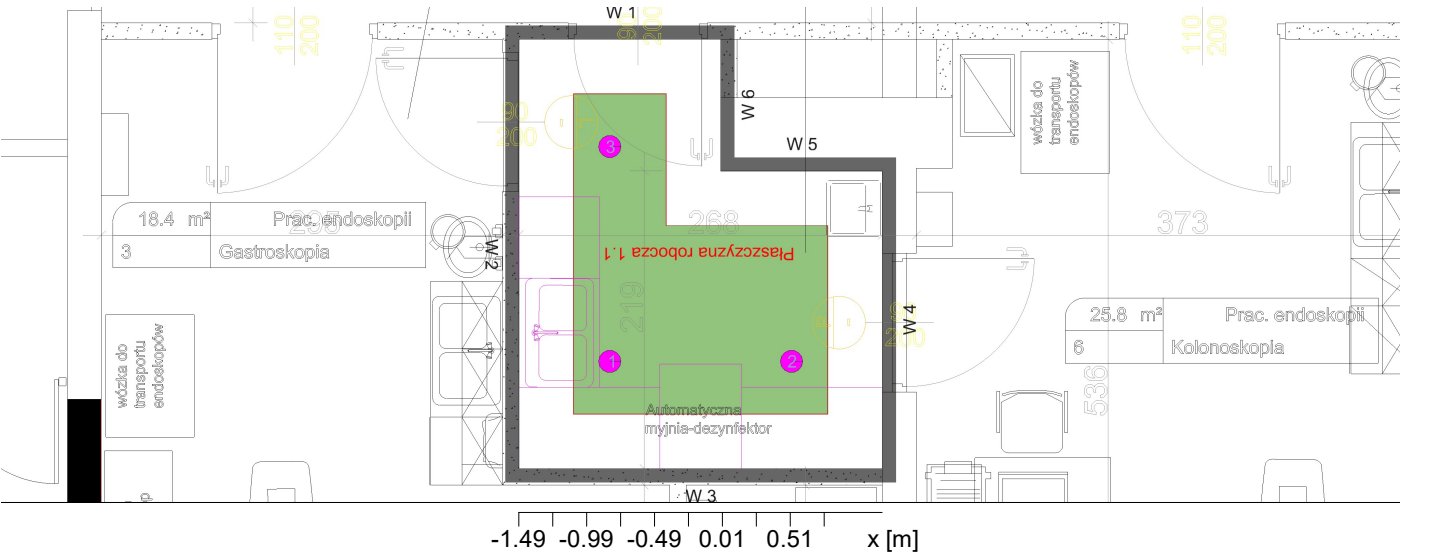 W 1
110
200
90
200
110
200
W 6
W 5
wózka do
transportu
endoskopów
90
200
3
18.4 m²
Prac. endoskopii
3
Gastroskopia
268
373
W 2
Płaszczyzna robocza 1.1
219
W 4
25.8 m²
Prac. endoskopii
6
Kolonoskopia
wózka do
transportu
endoskopów
1
2
536
Automatyczna
myjnia-dezynfektor
W 3
-1.49 -0.99 -0.49 0.01 0.51 x [m]